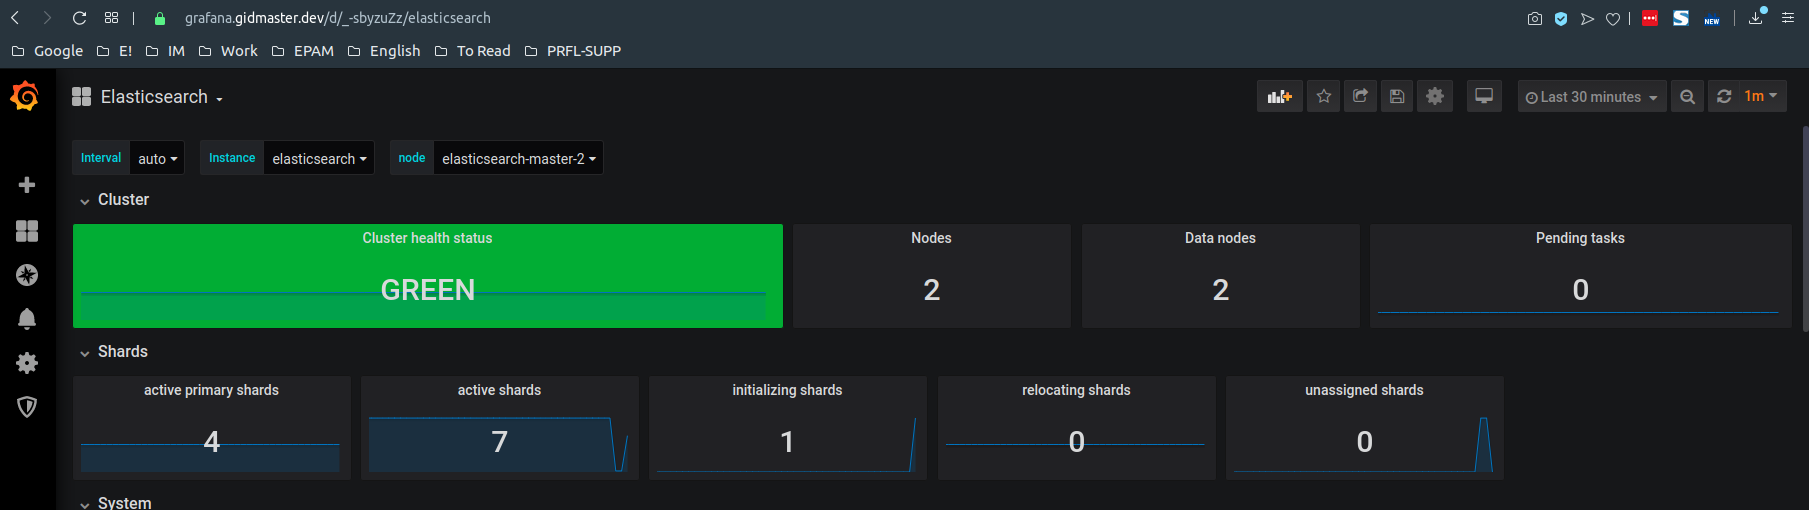 grafana.gidmaster.dev/d/_-sbyzuZz/elasticsearch
NEW
Google E! IM Work EPAM English To Read PRFL-SUPP
Elasticsearch
Last 30 minutes 1m
Interval auto Instance elasticsearch node elasticsearch-master-2
Cluster
Cluster health status Nodes Data nodes Pending tasks
GREEN 2 2 0
Shards
active primary shards active shards initializing shards relocating shards unassigned shards
4 7 1 0 0
System